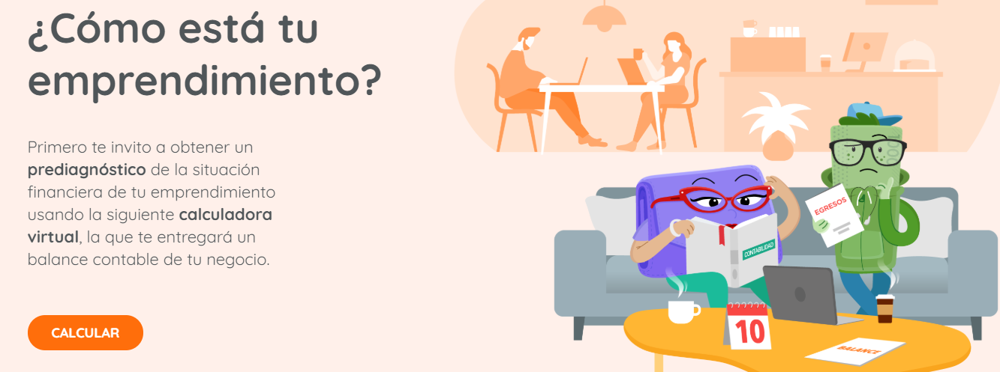 ¿Cómo está tu
emprendimiento?
Primero te invito a obtener un
prediagnóstico de la situación
financiera de tu emprendimiento
usando la siguiente calculadora
virtual, la que te entregará un
balance contable de tu negocio.
CALCULAR
EGRESOS
CONTABILIDAD
10
BALANCE